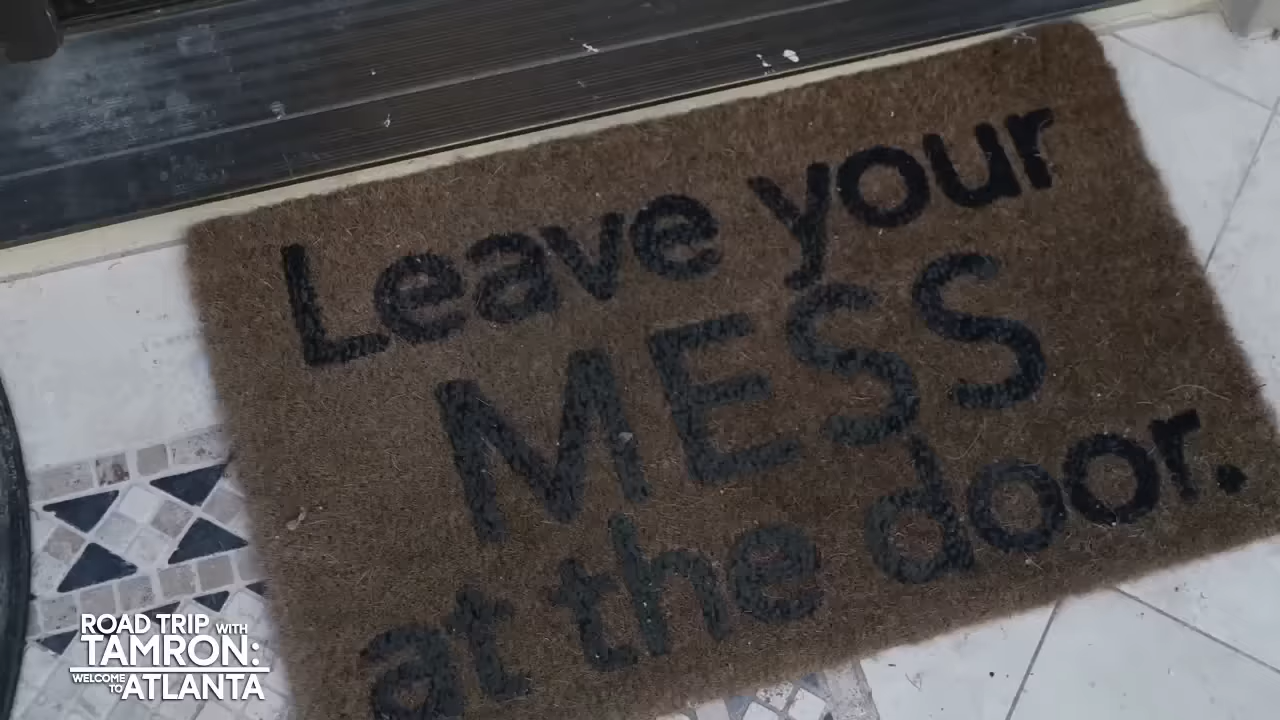 Leave your
MESS
at the door.
ROAD TRIP WITH
TAMRON:
WELCOME TO ATLANTA